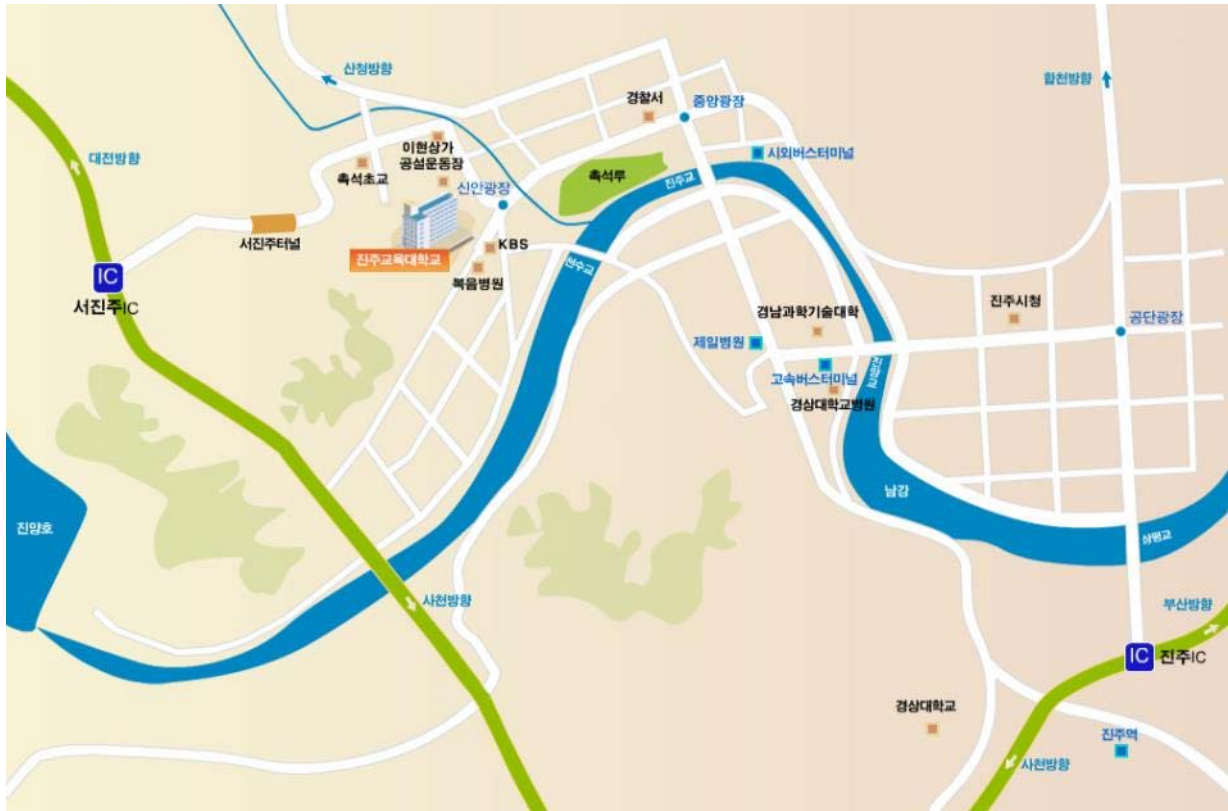 산청방향
합천방향
경찰서
중앙광장
대전방향
이현상가
공설운동장
시외버스터미널
촉석초교
신안광장
촉석루
진주교
서진주터널
KBS
진주교육대학교
천수교
복음병원
IC
서진주IC
경남과학기술대학
진주시청
공단광장
제일병원
진양교
고속버스터미널
경상대학교병원
남강
진양호
상평교
사천방향
부산방향
IC
진주IC
경상대학교
진주역
사천방향